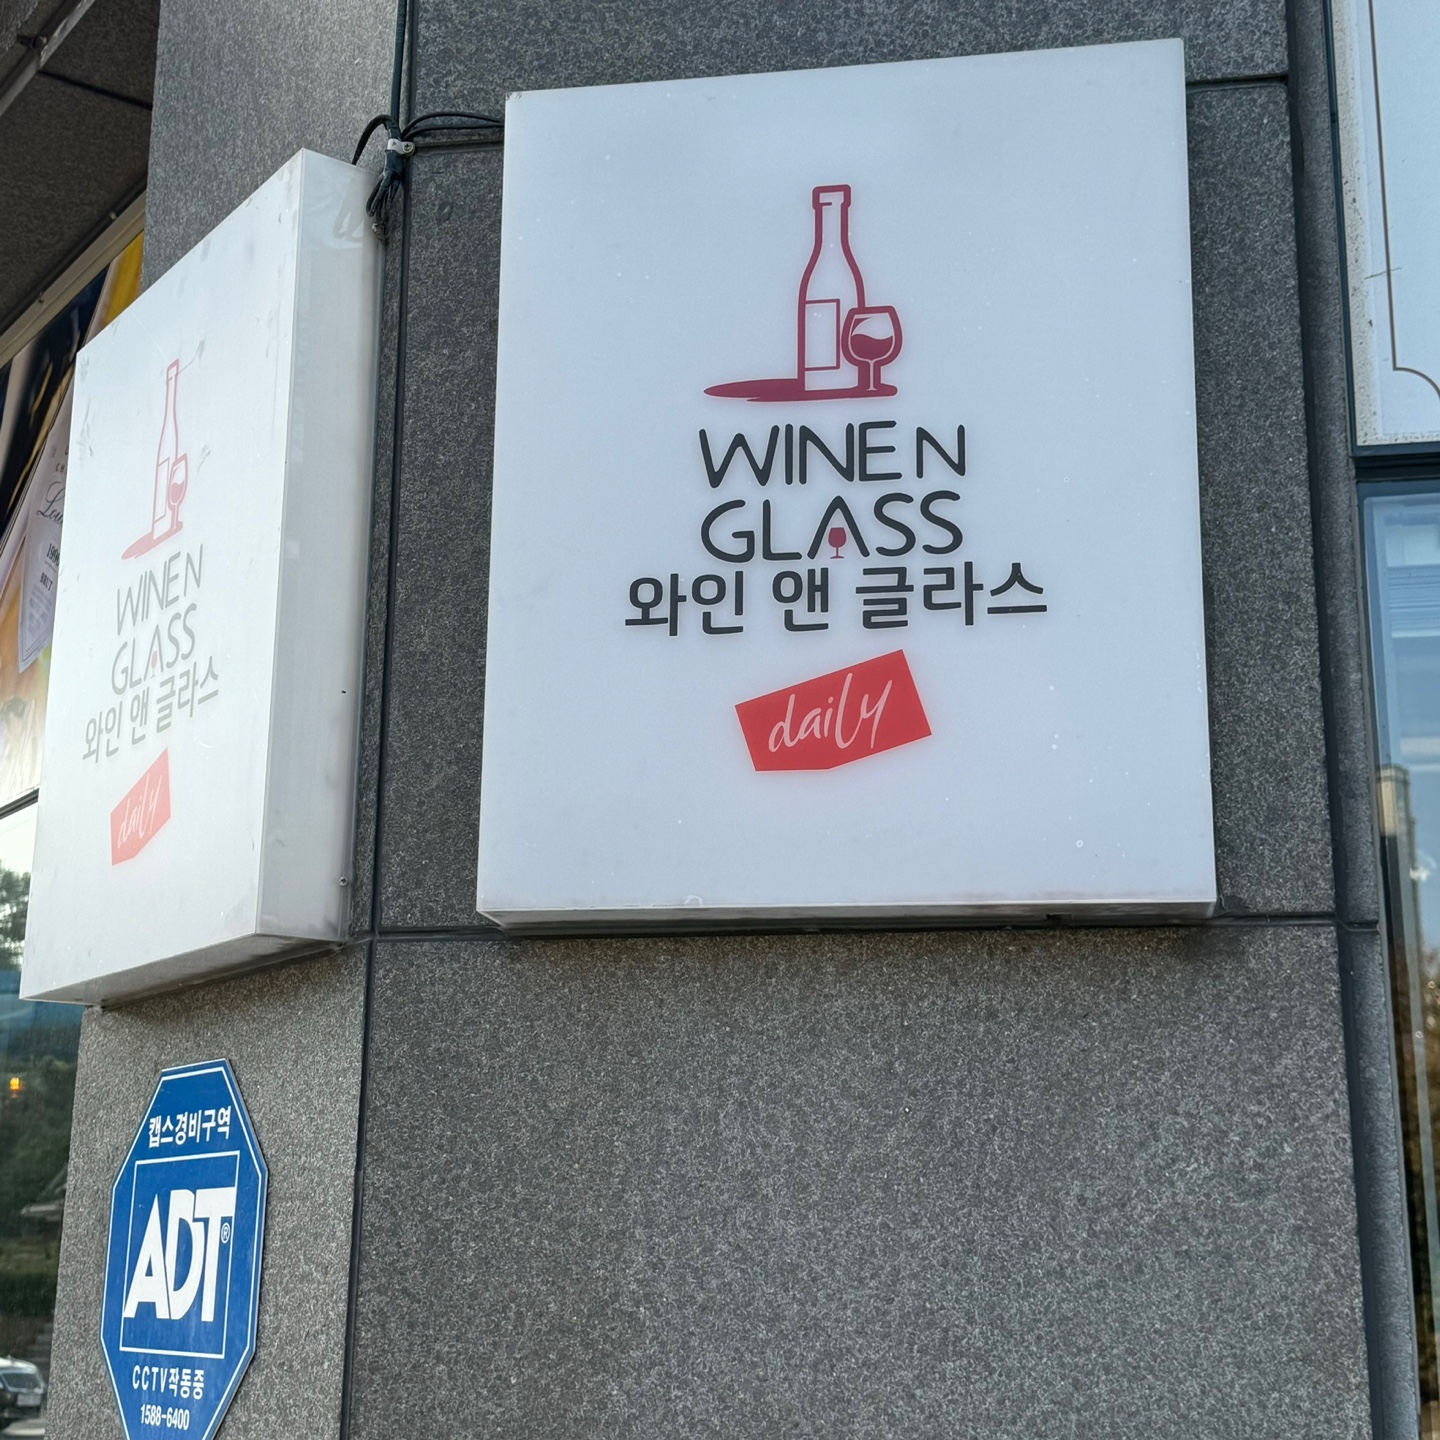 WINE N
GLASS
와인 앤 글라스
daily
WINE N
GLASS
와인 앤 글라스
daily
캡스경비구역
ADT®
CCTV작동중
1588-6400